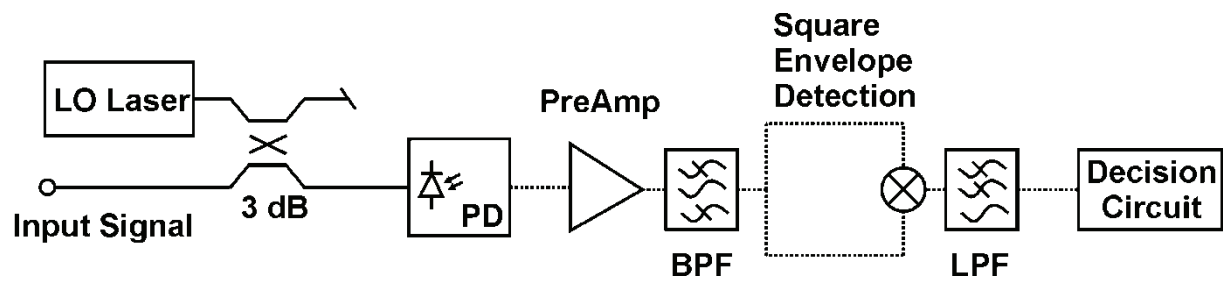 Square
Envelope
Detection
LO Laser
PreAmp
PD
Decision
Circuit
3 dB
Input Signal
BPF
LPF